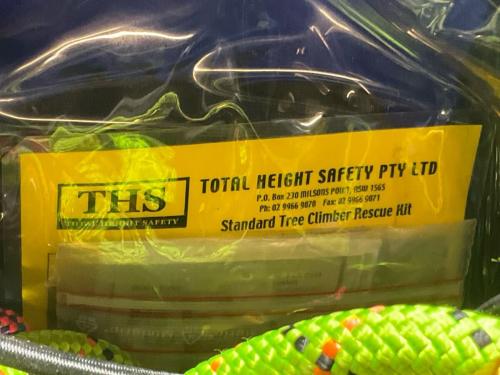 THS
TOTAL HEIGHT SAFETY
TOTAL HEIGHT SAFETY PTY LTD
P.O. Box 230 MILSONS POINT, NSW 1565
Ph: 02 9966 9070 Fax: 02 9966 9071
Standard Tree Climber Rescue Kit